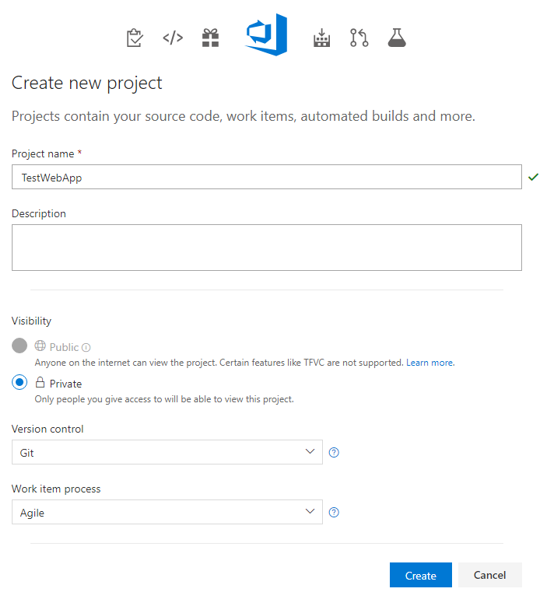 Create new project
Projects contain your source code, work items, automated builds and more.
Project name *
TestWebApp
Description
Visibility
Public
Anyone on the internet can view the project. Certain features like TFVC are not supported. Learn more.
Private
Only people you give access to will be able to view this project.
Version control
Git
Work item process
Agile
Create Cancel